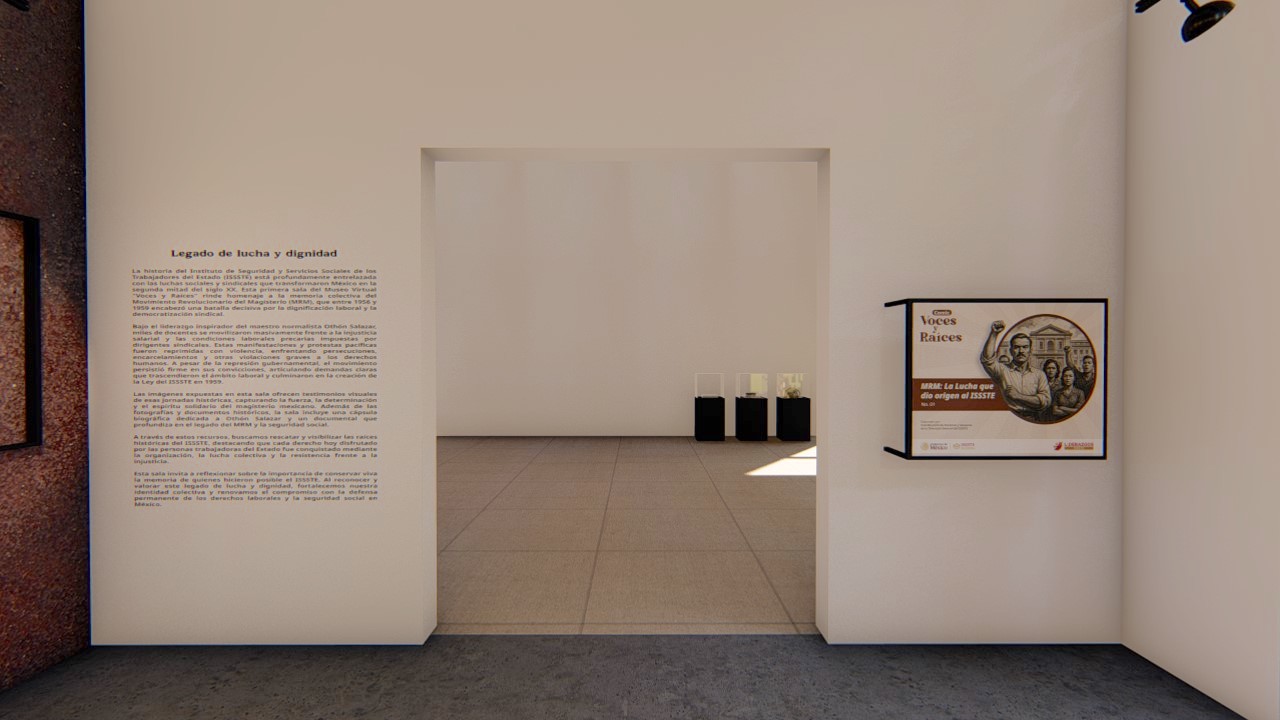 Legado de lucha y dignidad
La historia del Instituto de Seguridad y Servicios Sociales de los
Trabajadores del Estado (ISSSTE) está profundamente entrelazada
con las luchas sociales y sindicales que transformaron México en la
segunda mitad del siglo XX. Esta primera sala del Museo Virtual
"Voces y Raíces" rinde homenaje a la memoria colectiva del
Movimiento Revolucionario del Magisterio (MRM), que entre 1956 y
1959 encabezó una batalla decisiva por la dignificación laboral y la
democratización sindical.
Bajo el liderazgo inspirador del maestro normalista Othón Salazar,
miles de docentes se movilizaron masivamente frente a la injusticia
salarial y las condiciones laborales precarias impuestas por
dirigentes sindicales. Estas manifestaciones y protestas pacíficas
fueron reprimidas con violencia, enfrentando persecuciones,
encarcelamientos y otras violaciones graves a los derechos
humanos. A pesar de la represión gubernamental, el movimiento
persistió firme en sus convicciones, articulando demandas claras
que trascendieron el ámbito laboral y culminaron en la creación de
la Ley del ISSSTE en 1959.
Las imágenes expuestas en esta sala ofrecen testimonios visuales
de esas jornadas históricas, capturando la fuerza, la determinación
y el espíritu solidario del magisterio mexicano. Además de las
fotografías y documentos históricos, la sala incluye una cápsula
biográfica dedicada a Othón Salazar y un documental que
profundiza en el legado del MRM y la seguridad social.
A través de estos recursos, buscamos rescatar y visibilizar las raíces
históricas del ISSSTE, destacando que cada derecho hoy disfrutado
por las personas trabajadoras del Estado fue conquistado mediante
la organización, la lucha colectiva y la resistencia frente a la
injusticia.
Esta sala invita a reflexionar sobre la importancia de conservar viva
la memoria de quienes hicieron posible el ISSSTE. Al reconocer y
valorar este legado de lucha y dignidad, fortalecemos nuestra
identidad colectiva y renovamos el compromiso con la defensa
permanente de los derechos laborales y la seguridad social en
México.
Voces
y
Raíces
MRM: La Lucha que
dio origen al ISSSTE